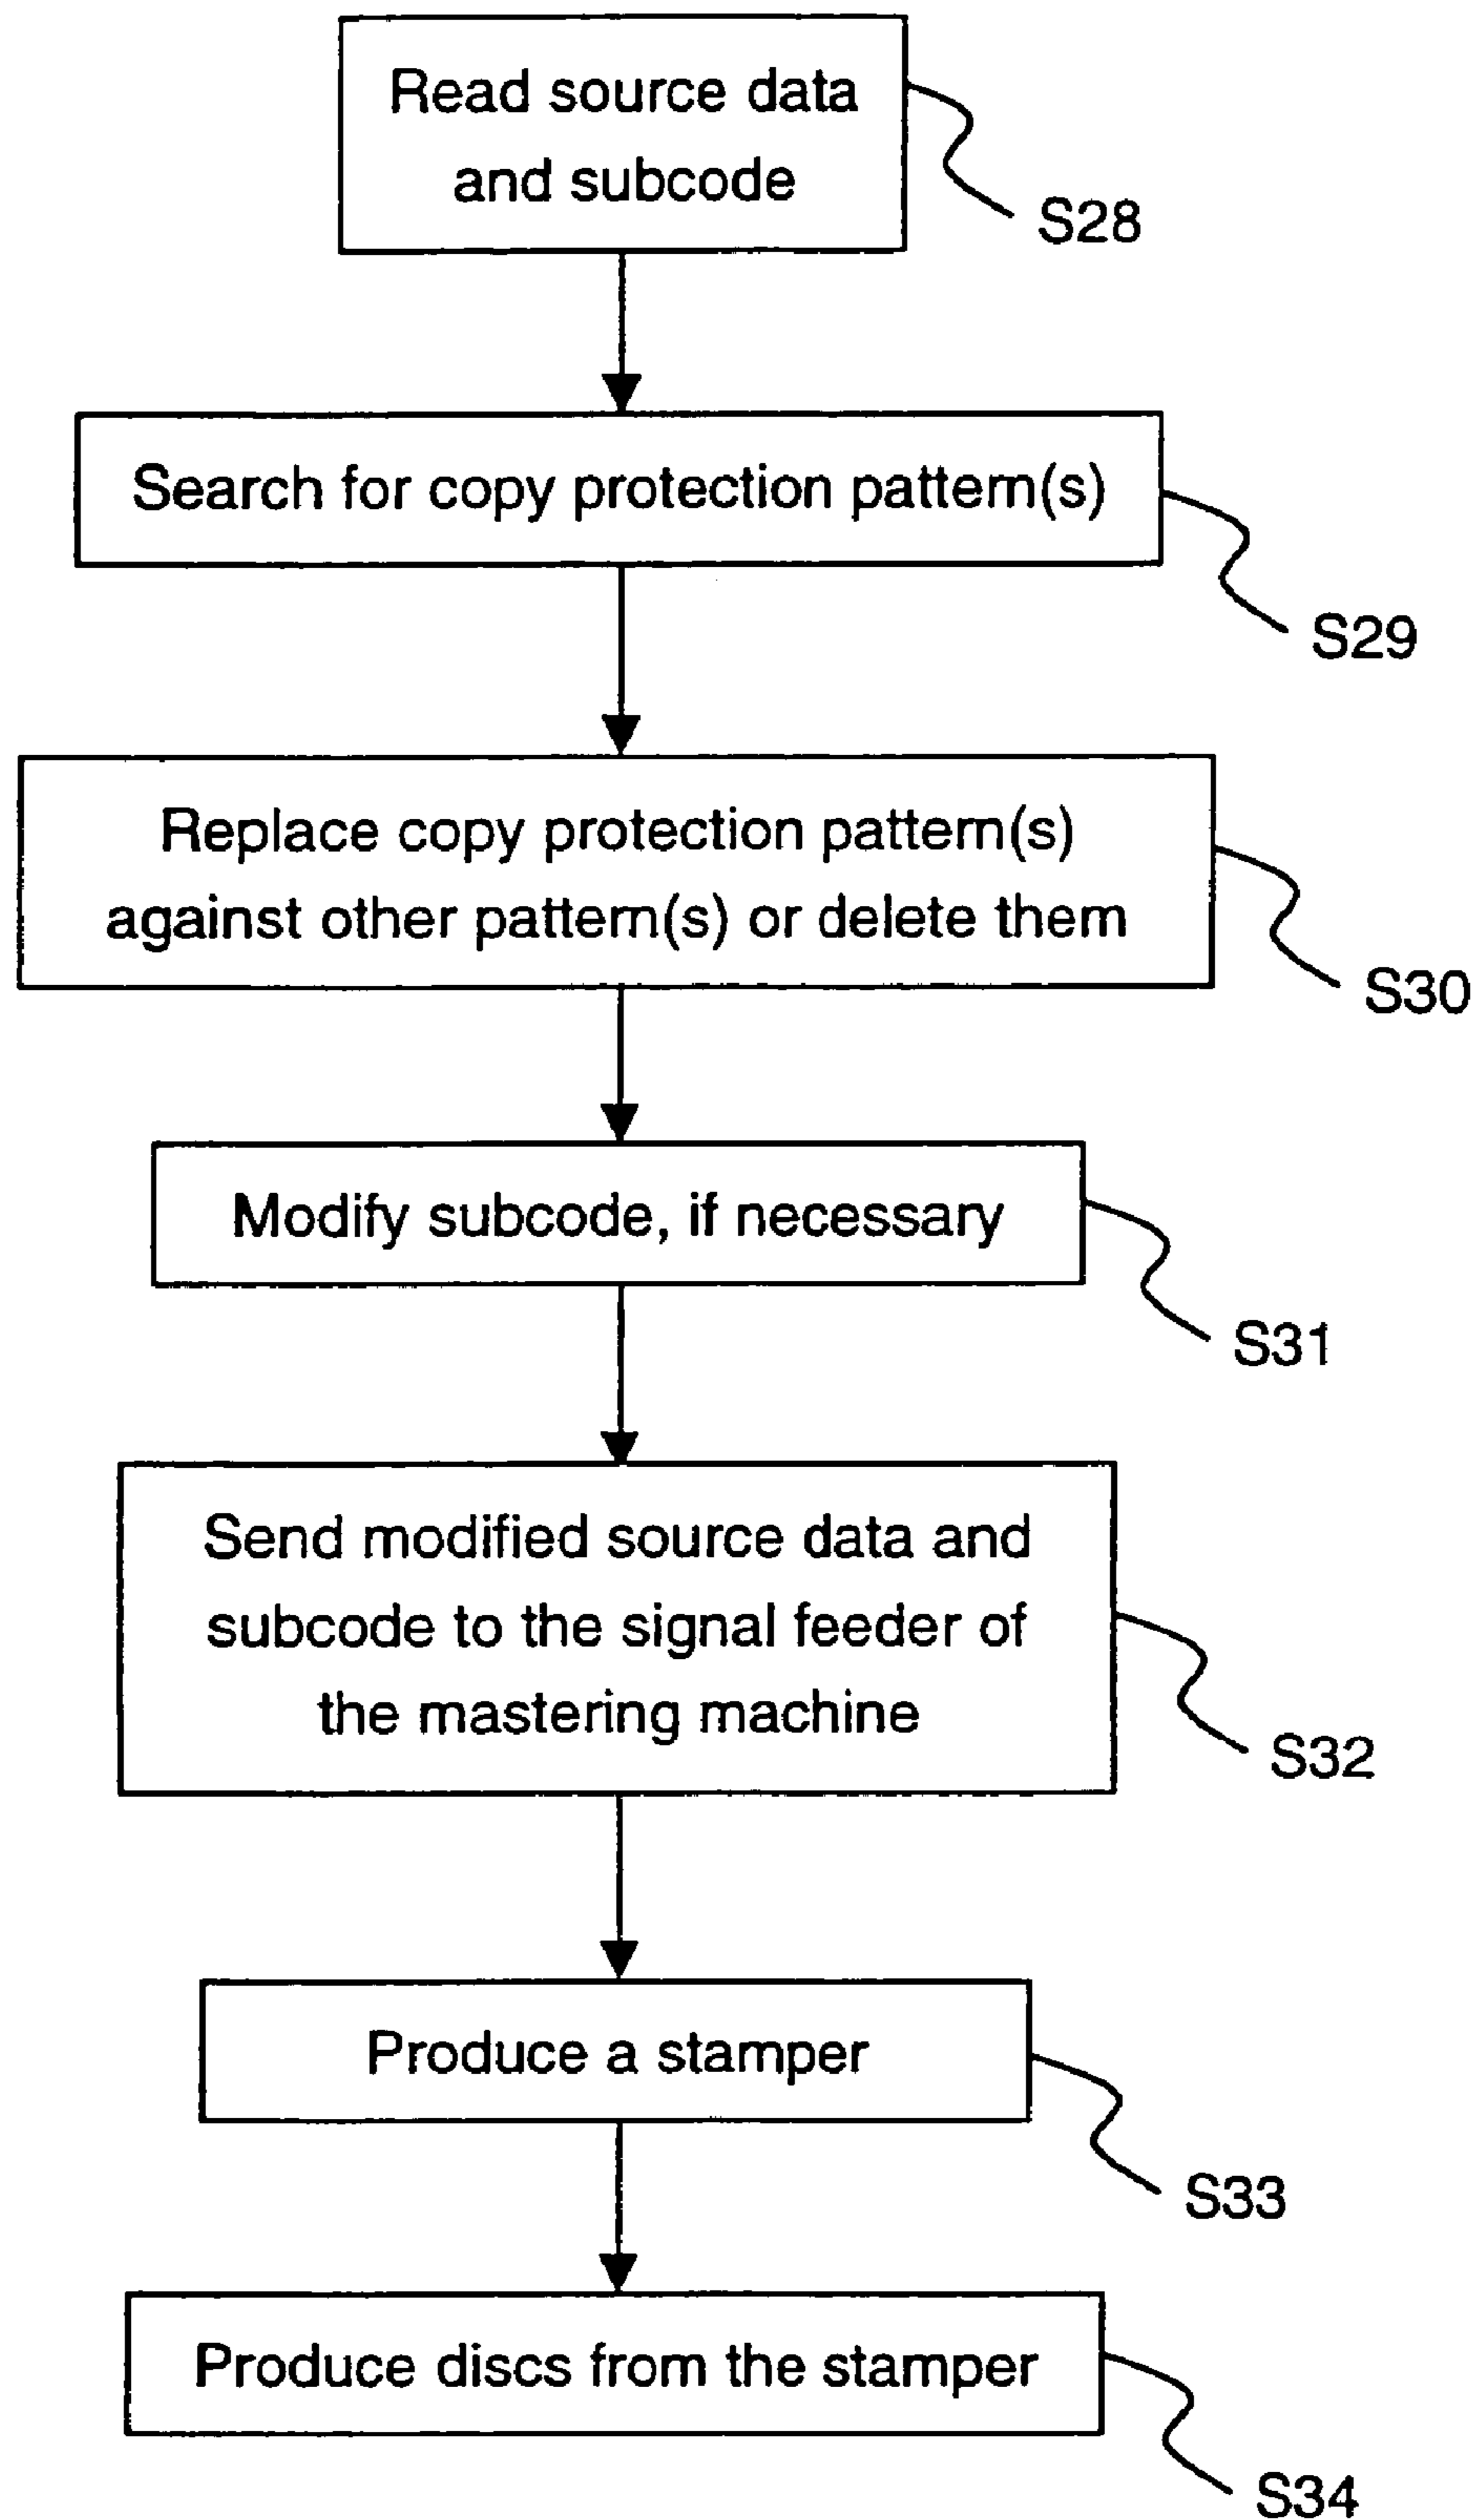 Read source data
and subcode
S28
Search for copy protection pattern(s)
S29
Replace copy protection pattern(s)
against other pattern(s) or delete them
S30
Modify subcode, if necessary
S31
Send modified source data and
subcode to the signal feeder of
the mastering machine
S32
Produce a stamper
S33
Produce discs from the stamper
S34